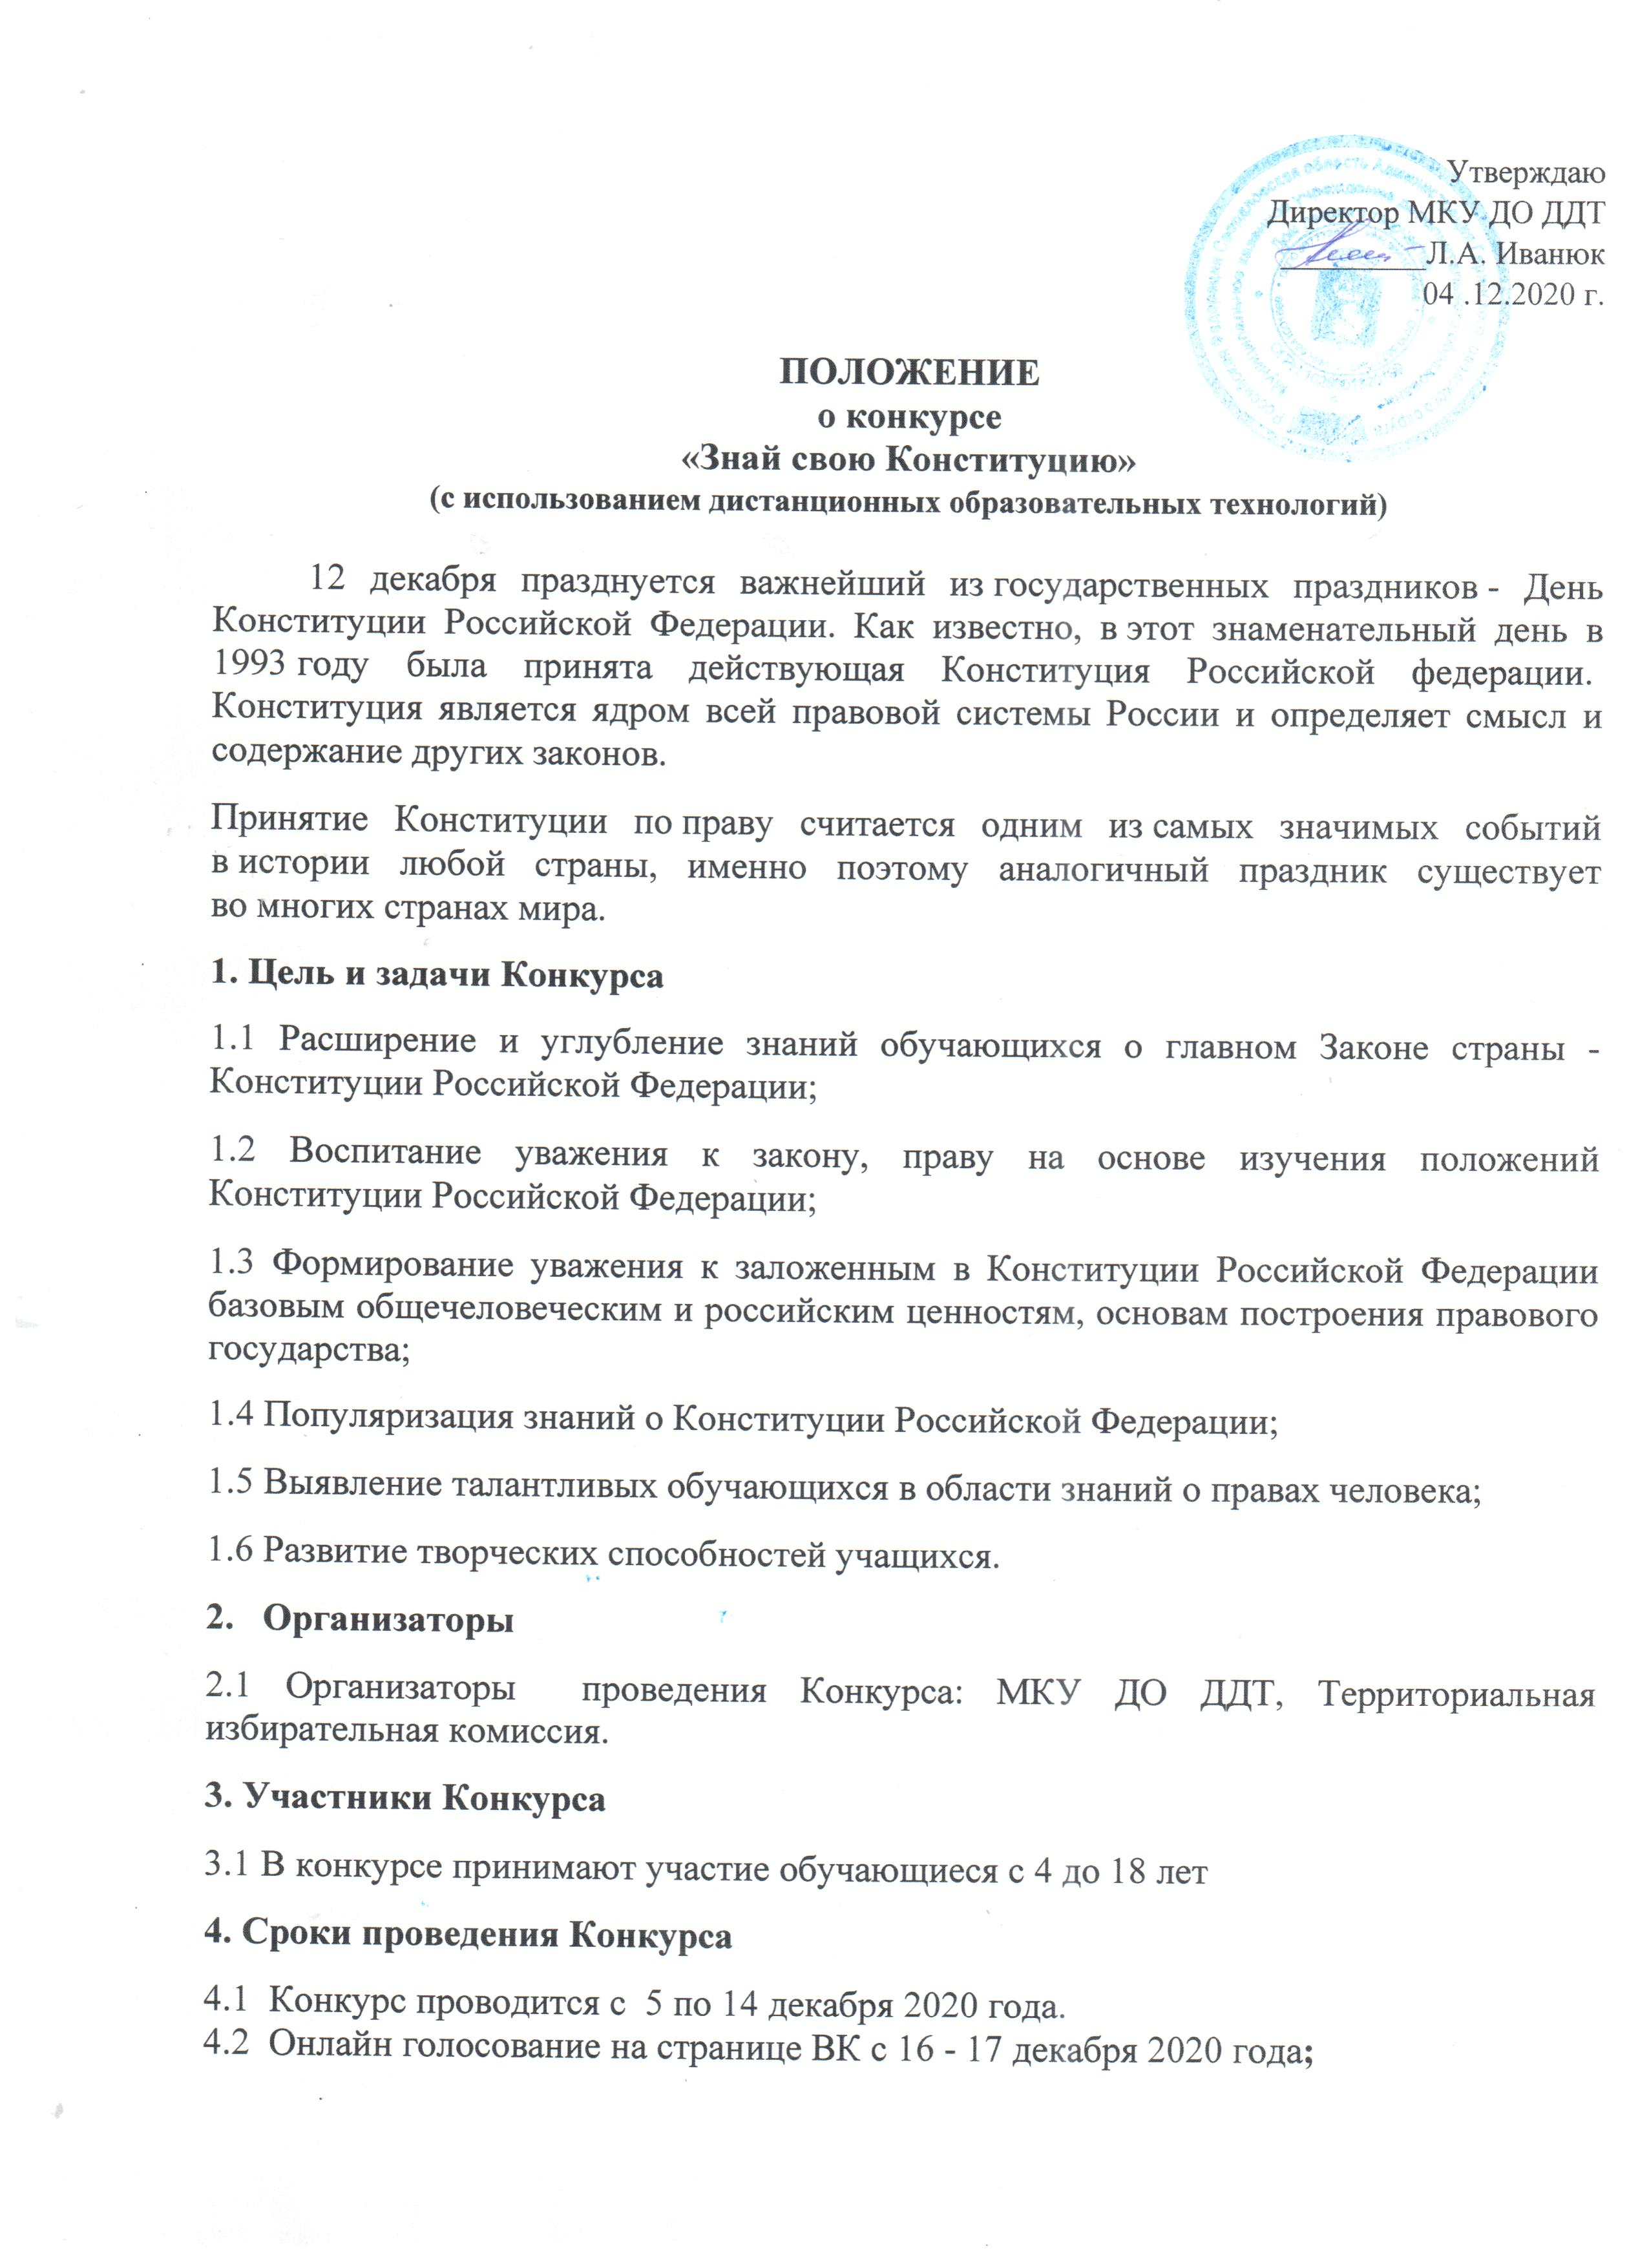 Утверждаю
Директор МКУ ДО ДДТ
Л.А. Иванюк
04 .12.2020 г.
ПОЛОЖЕНИЕ
о конкурсе
«Знай свою Конституцию»
(с использованием дистанционных образовательных технологий)
12 декабря празднуется важнейший из государственных праздников - День
Конституции Российской Федерации. Как известно, в этот знаменательный день в
1993 году была принята действующая Конституция Российской федерации.
Конституция является ядром всей правовой системы России и определяет смысл и
содержание других законов.
Принятие Конституции по праву считается одним из самых значимых событий
в истории любой страны, именно поэтому аналогичный праздник существует
во многих странах мира.
1. Цель и задачи Конкурса
1.1 Расширение и углубление знаний обучающихся о главном Законе страны -
Конституции Российской Федерации;
1.2 Воспитание уважения к закону, праву на основе изучения положений
Конституции Российской Федерации;
1.3 Формирование уважения к заложенным в Конституции Российской Федерации
базовым общечеловеческим и российским ценностям, основам построения правового
государства;
1.4 Популяризация знаний о Конституции Российской Федерации;
1.5 Выявление талантливых обучающихся в области знаний о правах человека;
1.6 Развитие творческих способностей учащихся.
2. Организаторы
2.1 Организаторы проведения Конкурса: МКУ ДО ДДТ, Территориальная
избирательная комиссия.
3. Участники Конкурса
3.1 В конкурсе принимают участие обучающиеся с 4 до 18 лет
4. Сроки проведения Конкурса
4.1 Конкурс проводится с 5 по 14 декабря 2020 года.
4.2 Онлайн голосование на странице ВК с 16 - 17 декабря 2020 года;